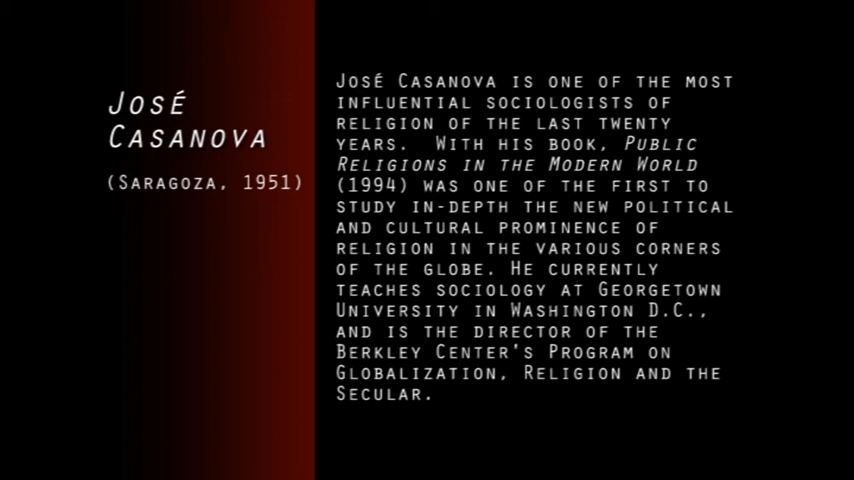 JOSÉ
CASANOVA
(SARAGOZA, 1951)
JOSÉ CASANOVA IS ONE OF THE MOST
INFLUENTIAL SOCIOLOGISTS OF
RELIGION OF THE LAST TWENTY
YEARS. WITH HIS BOOK, PUBLIC
RELIGIONS IN THE MODERN WORLD
(1994) WAS ONE OF THE FIRST TO
STUDY IN-DEPTH THE NEW POLITICAL
AND CULTURAL PROMINENCE OF
RELIGION IN THE VARIOUS CORNERS
OF THE GLOBE. HE CURRENTLY
TEACHES SOCIOLOGY AT GEORGETOWN
UNIVERSITY IN WASHINGTON D.C.,
AND IS THE DIRECTOR OF THE
BERKLEY CENTER'S PROGRAM ON
GLOBALIZATION, RELIGION AND THE
SECULAR.